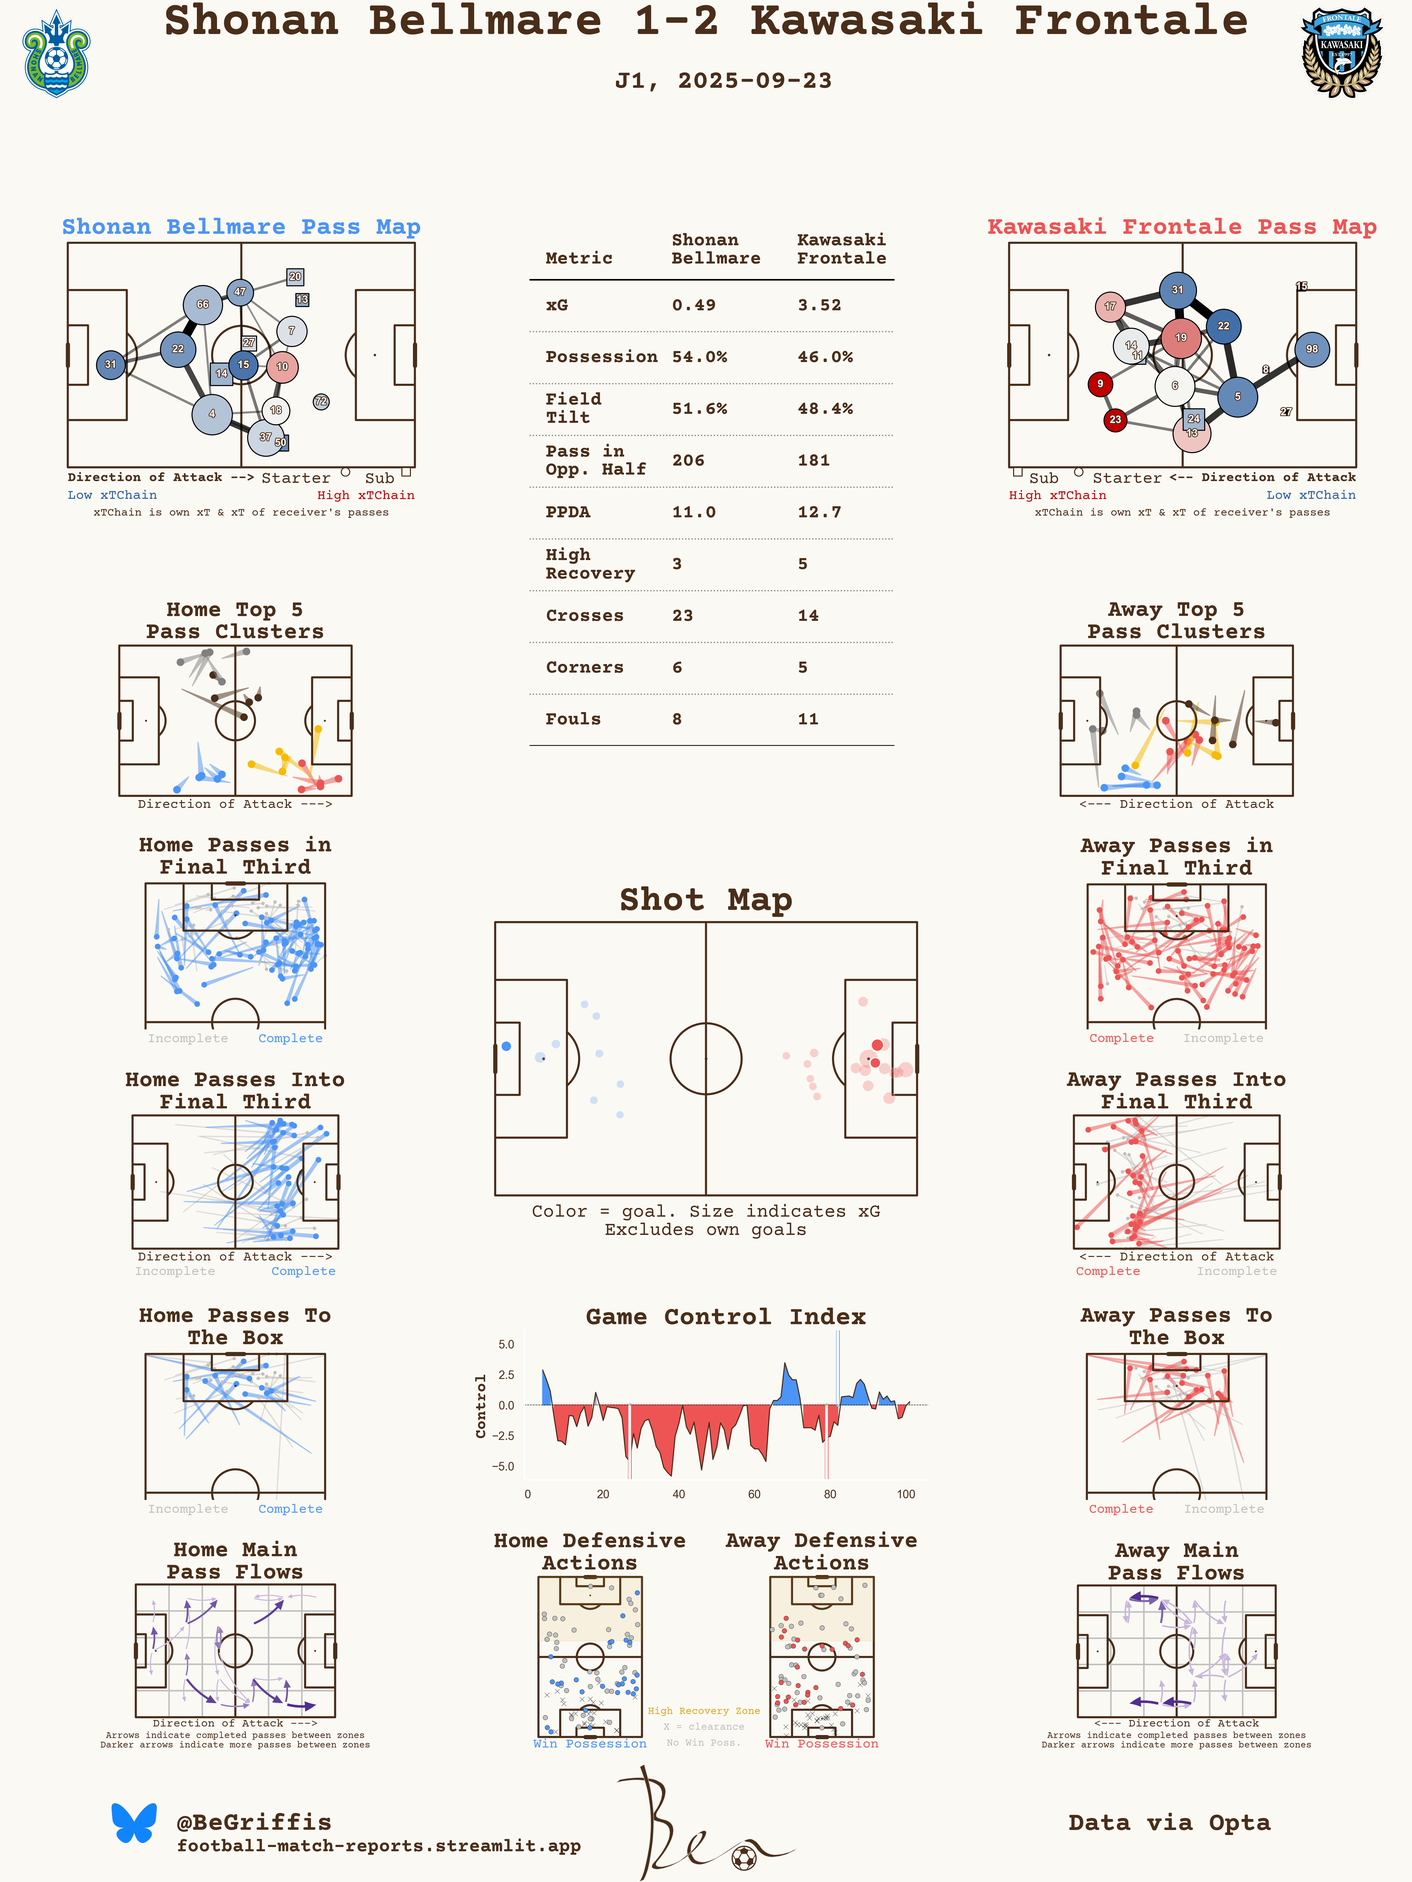 Shonan Bellmare 1-2 Kawasaki Frontale
J1, 2025-09-23
FRONTALE
KAWASAKI
Shonan Bellmare Pass Map
20
13
47
66
7
27
22
31
15
10
14
72
4
18
37
50
Direction of Attack --> Starter Sub
Low xTChain High xTChain
xTChain is own xT & xT of receiver's passes
Metric Shonan Bellmare Kawasaki Frontale
xG 0.49 3.52
Possession 54.0% 46.0%
Field Tilt 51.6% 48.4%
Pass in Opp. Half 206 181
PPDA 11.0 12.7
High Recovery 3 5
Crosses 23 14
Corners 6 5
Fouls 8 11
Kawasaki Frontale Pass Map
15
31
17
22
19
14
11
98
8
9
6
5
27
23
24
13
Sub Starter <-- Direction of Attack
High xTChain Low xTChain
xTChain is own xT & xT of receiver's passes
Home Top 5
Pass Clusters
Direction of Attack --->
Away Top 5
Pass Clusters
<--- Direction of Attack
Home Passes in
Final Third
Incomplete Complete
Shot Map
Color = goal. Size indicates xG
Excludes own goals
Away Passes in
Final Third
Complete Incomplete
Home Passes Into
Final Third
Direction of Attack --->
Incomplete Complete
Away Passes Into
Final Third
<--- Direction of Attack
Complete Incomplete
Home Passes To
The Box
Incomplete Complete
Game Control Index
Control
5.0
2.5
0.0
−2.5
−5.0
0 20 40 60 80 100
Away Passes To
The Box
Complete Incomplete
Home Main
Pass Flows
Direction of Attack --->
Arrows indicate completed passes between zones
Darker arrows indicate more passes between zones
Home Defensive
Actions
Win Possession
High Recovery Zone
X = clearance
No Win Poss.
Away Defensive
Actions
Win Possession
Away Main
Pass Flows
<--- Direction of Attack
Arrows indicate completed passes between zones
Darker arrows indicate more passes between zones
@BeGriffis
football-match-reports.streamlit.app
Ben
Data via Opta